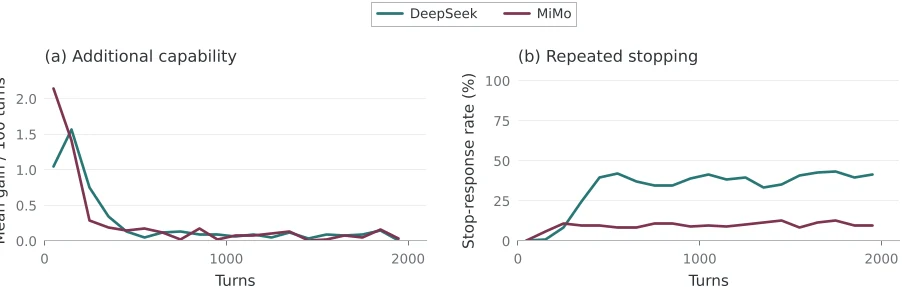 DeepSeek MiMo
(a) Additional capability
Mean gain / 100 turns
2.0
1.5
1.0
0.5
0.0
0 1000 2000
Turns
(b) Repeated stopping
Stop-response rate (%)
100
75
50
25
0
0 1000 2000
Turns